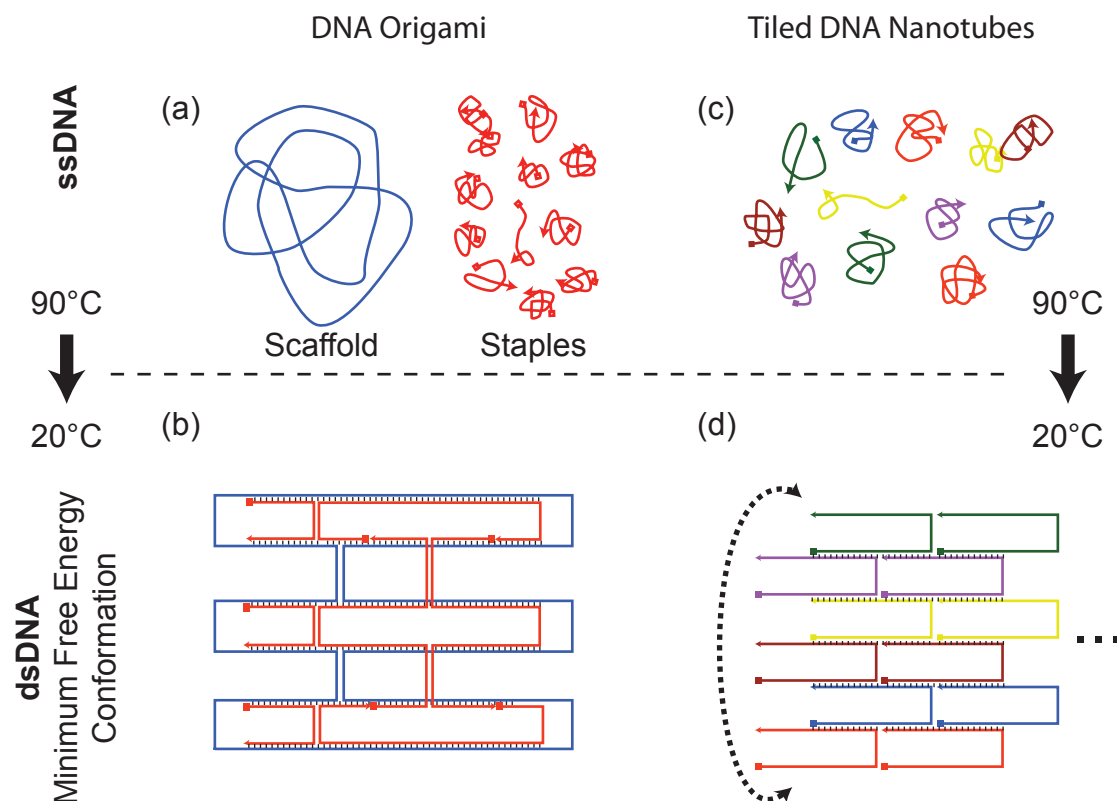 DNA Origami
Tiled DNA Nanotubes
ssDNA
(a)
(c)
90°C
Scaffold
Staples
90°C
20°C
(b)
(d)
20°C
dsDNA
Minimum Free Energy
Conformation